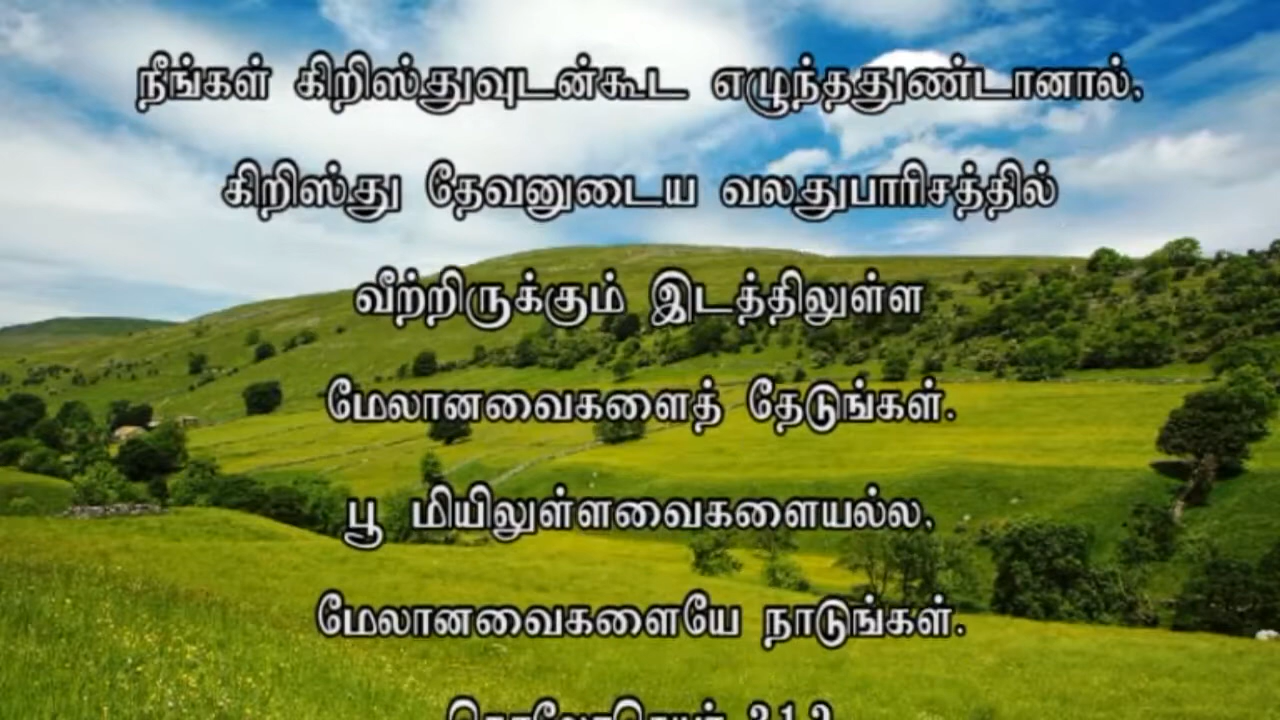 நீங்கள் கிறிஸ்துவுடன்கூட எழுந்ததுண்டானால்,
கிறிஸ்து தேவனுடைய வலதுபாரிசத்தில்
வீற்றிருக்கும் இடத்திலுள்ள
மேலானவைகளைத் தேடுங்கள்.
பூ மியிலுள்ளவைகளையல்ல,
மேலானவைகளையே நாடுங்கள்.